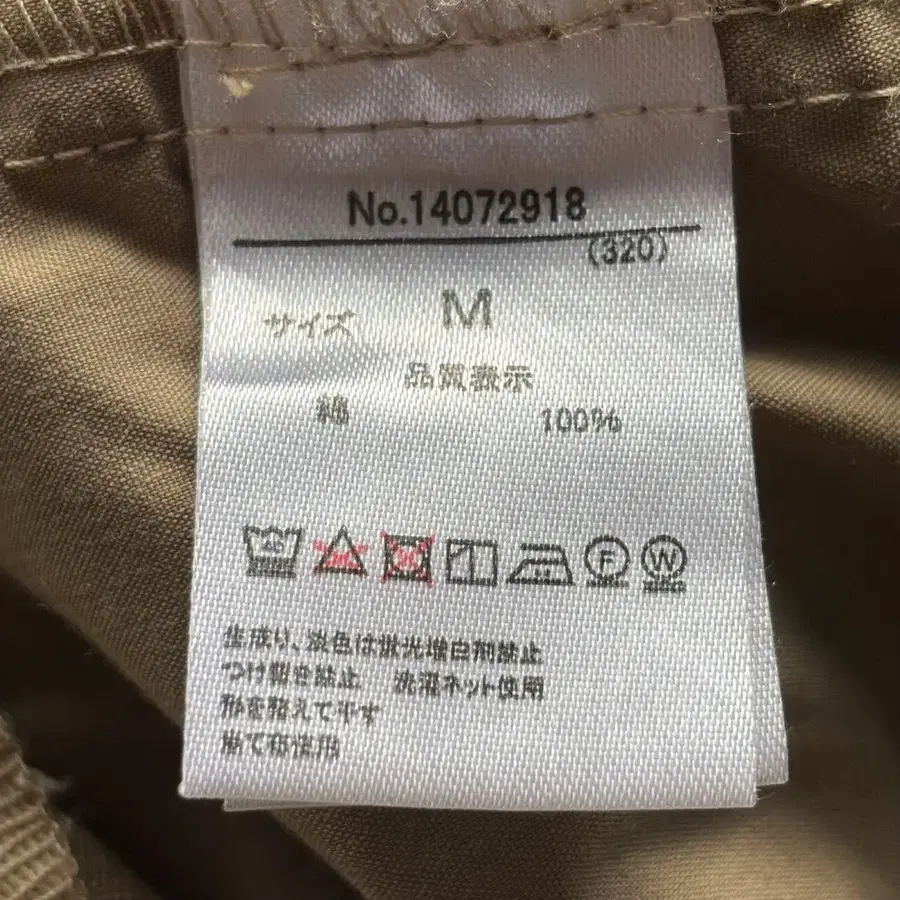 No.14072918
(320)
サイズ M
品質表示
綿 100%
40 F W
生成り、淡色は蛍光増白剤禁止
つけ置き禁止 洗濯ネット使用
形を整えて干す
当て布使用